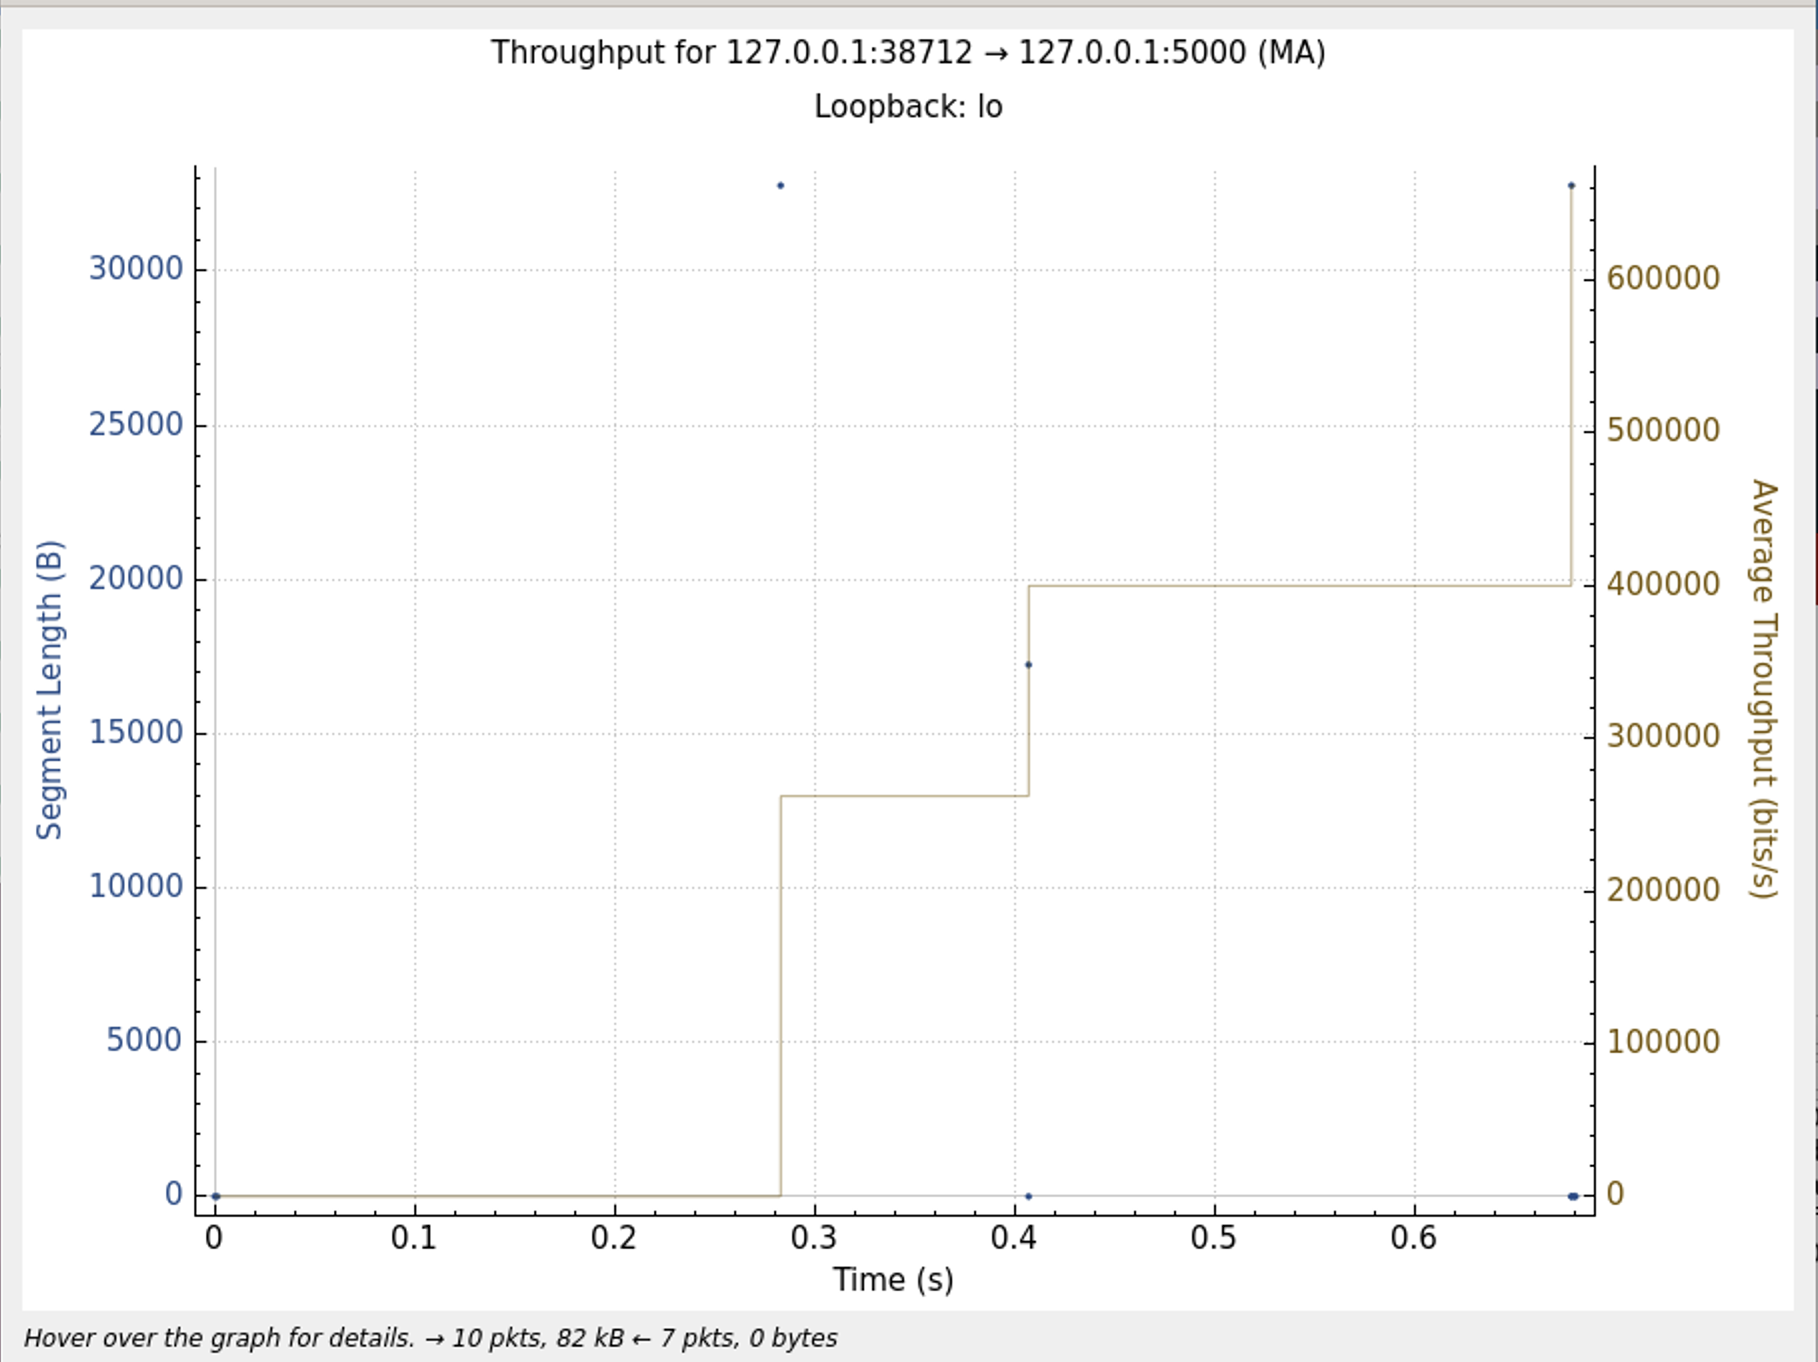 Throughput for 127.0.0.1:38712 → 127.0.0.1:5000 (MA)
Loopback: lo
Segment Length (B)
30000
25000
20000
15000
10000
5000
0
600000
500000
400000
300000
200000
100000
0
Average Throughput (bits/s)
0 0.1 0.2 0.3 0.4 0.5 0.6
Time (s)
Hover over the graph for details. → 10 pkts, 82 kB ← 7 pkts, 0 bytes